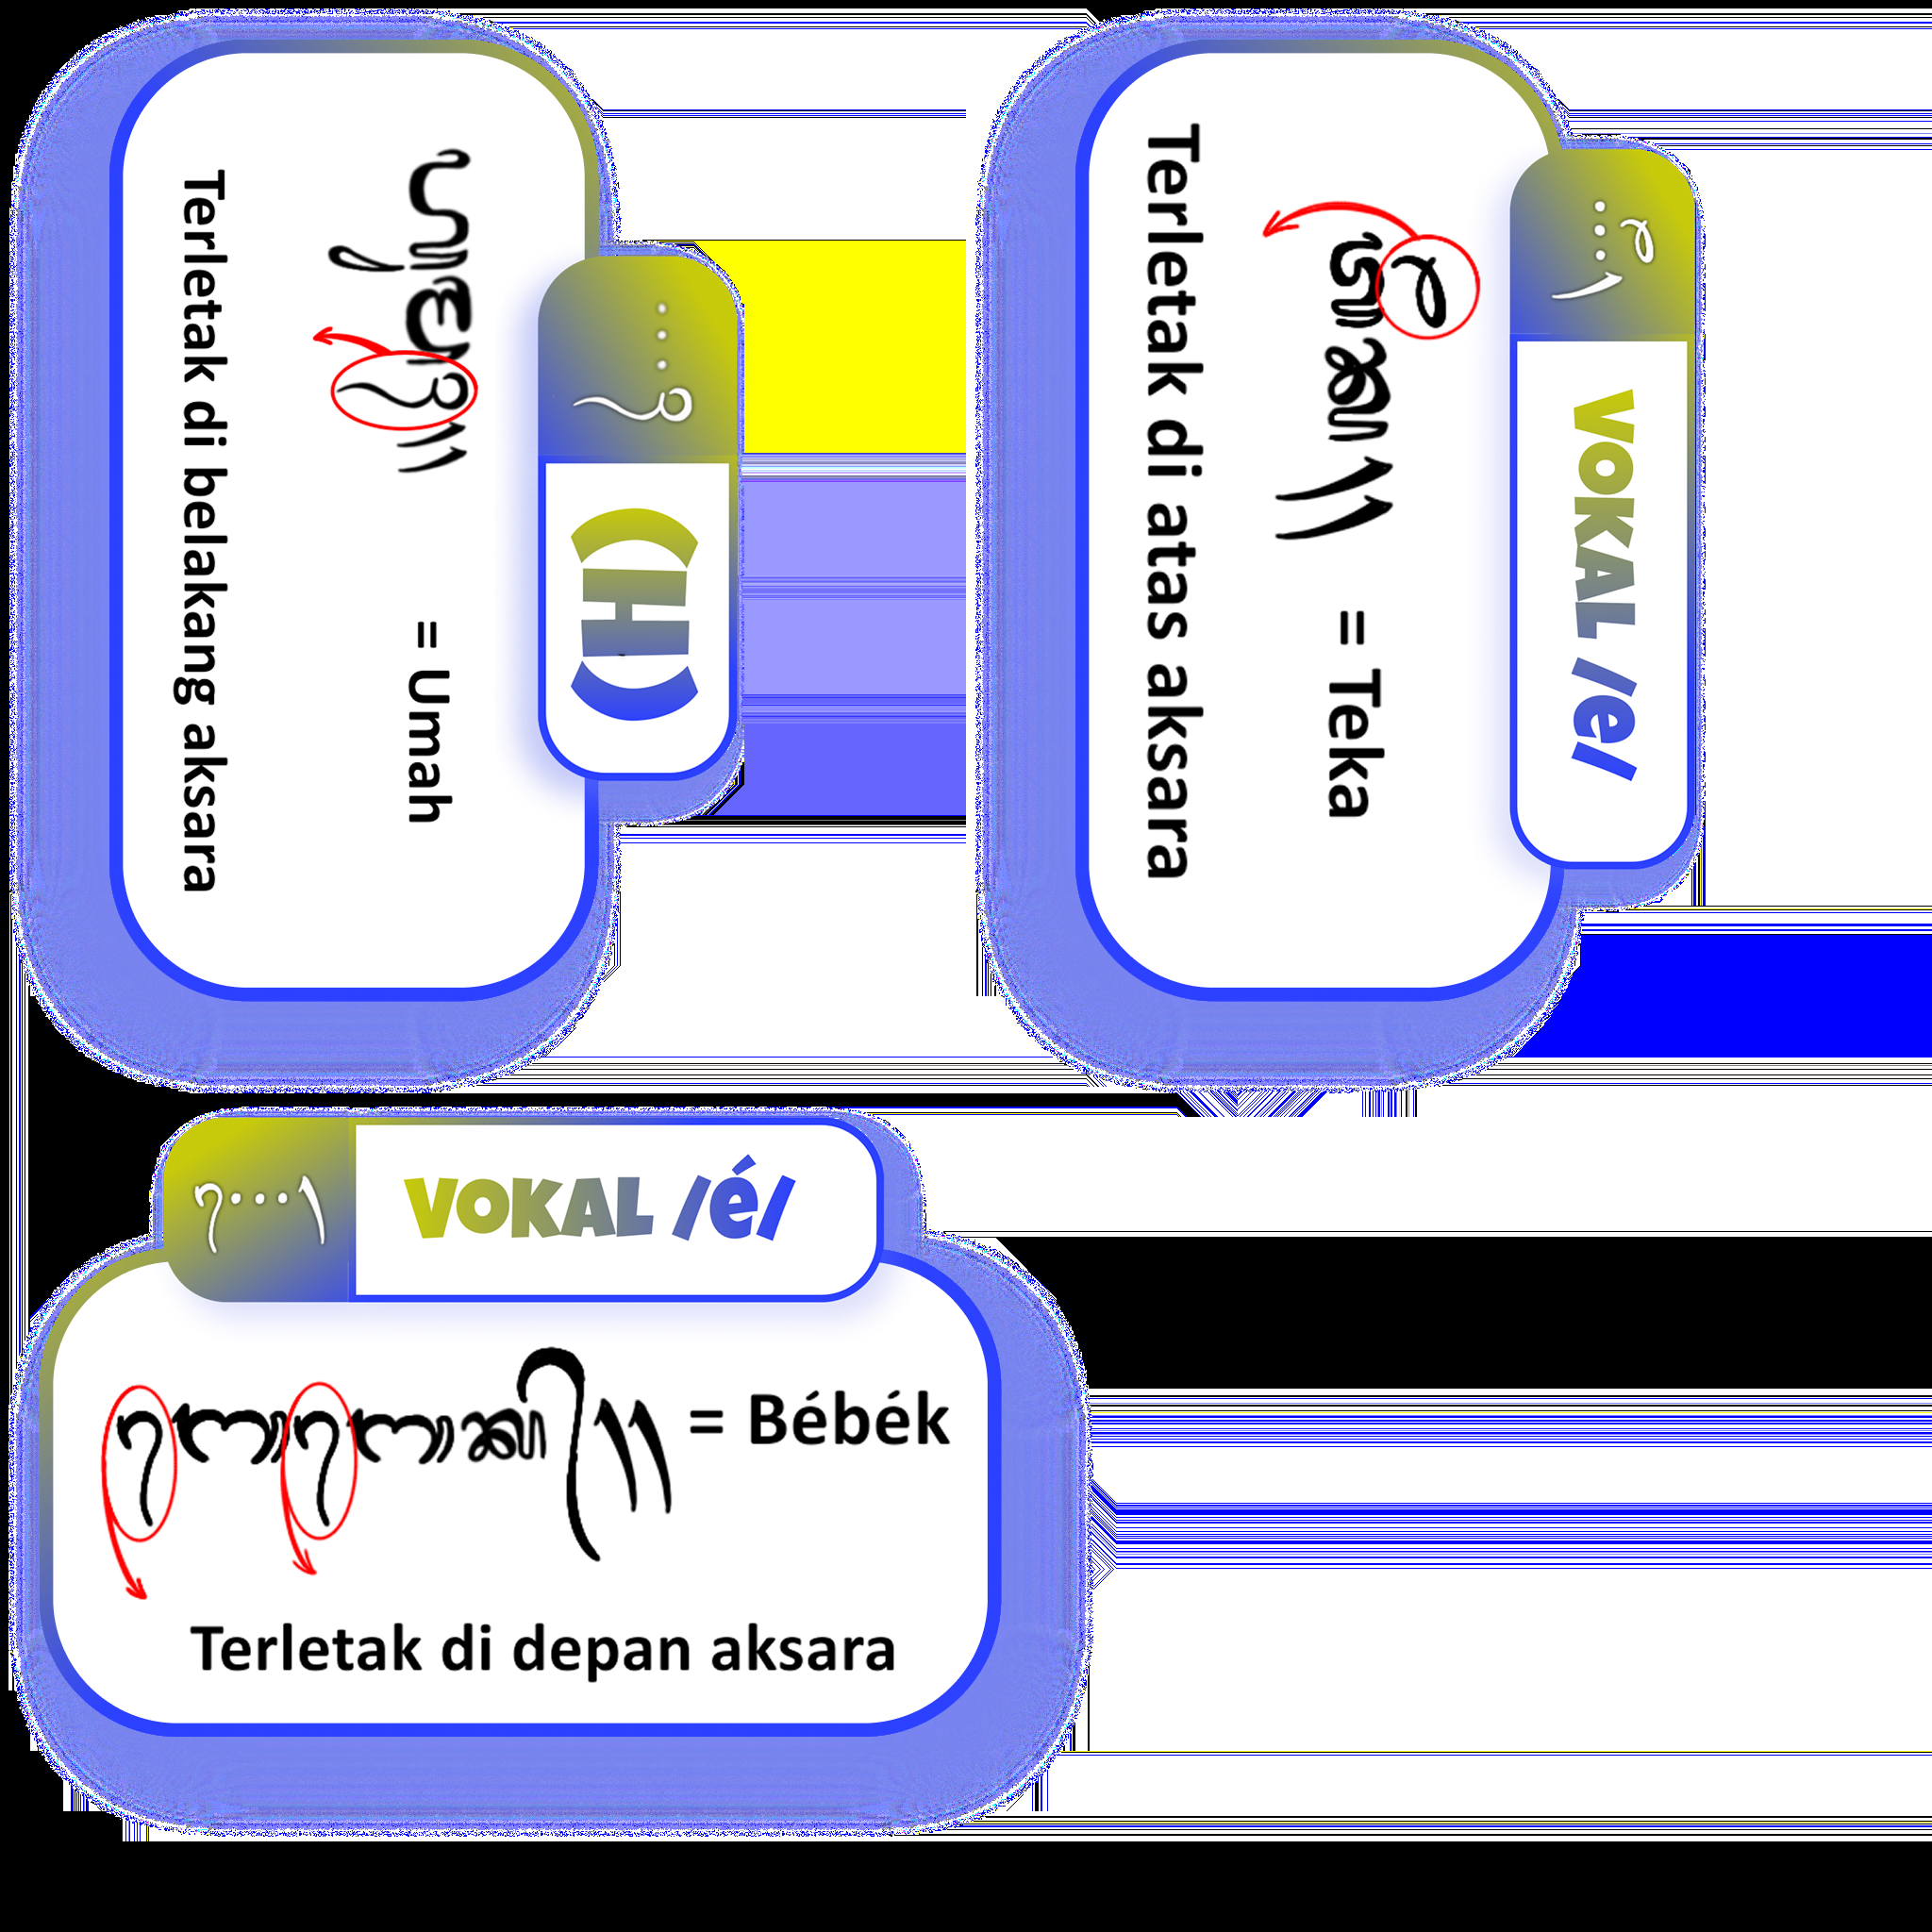 (H)
= Umah
Terletak di belakang aksara
VOKAL /e/
= Teka
Terletak di atas aksara
VOKAL /é/
= Bébék
Terletak di depan aksara